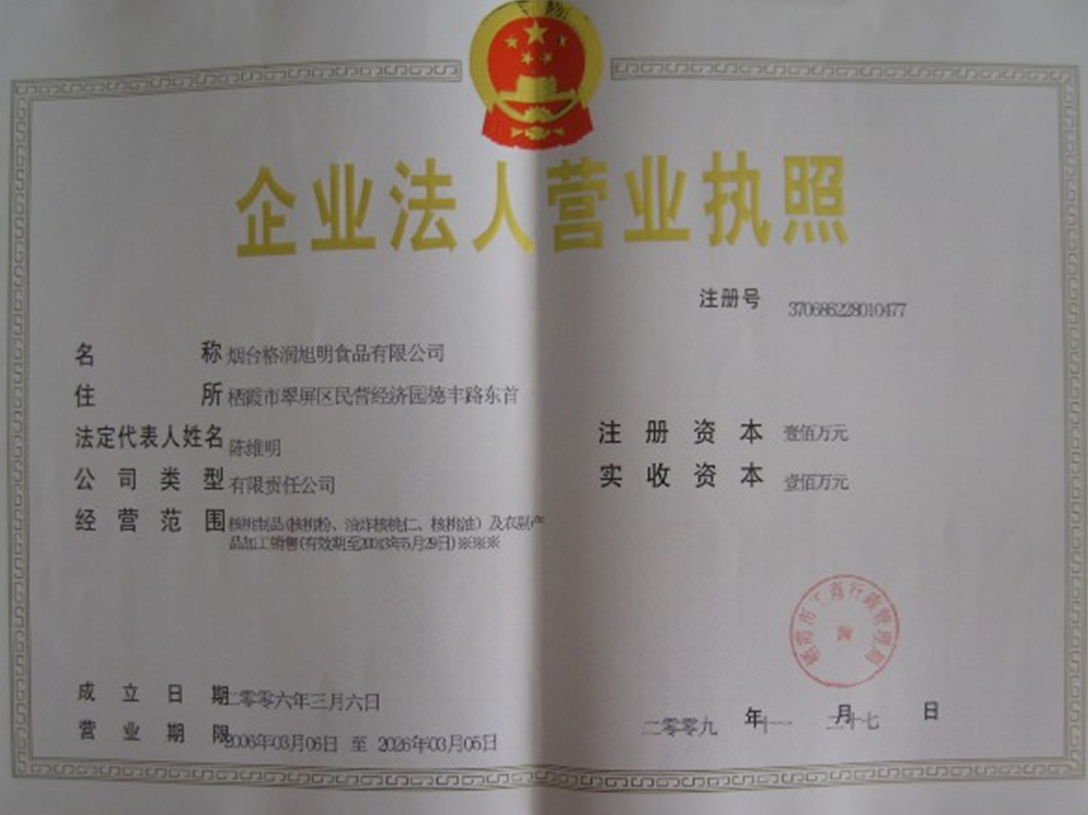 企业法人营业执照
注册号 370686228010477
名称 烟台格润旭明食品有限公司
住所 栖霞市翠屏区民营经济园德丰路东首
法定代表人姓名 陈维明
注册资本 壹佰万元
公司类型 有限责任公司
实收资本 壹佰万元
经营范围 核桃制品(核桃粉、油炸核桃仁、核桃油)及农副产
品加工销售(有效期至2013年5月29日)※※※
栖霞市工商行政管理局
成立日期 二零零六年三月六日
二零零九年十一月二十七日
营业期限 2006年03月06日 至 2026年03月05日